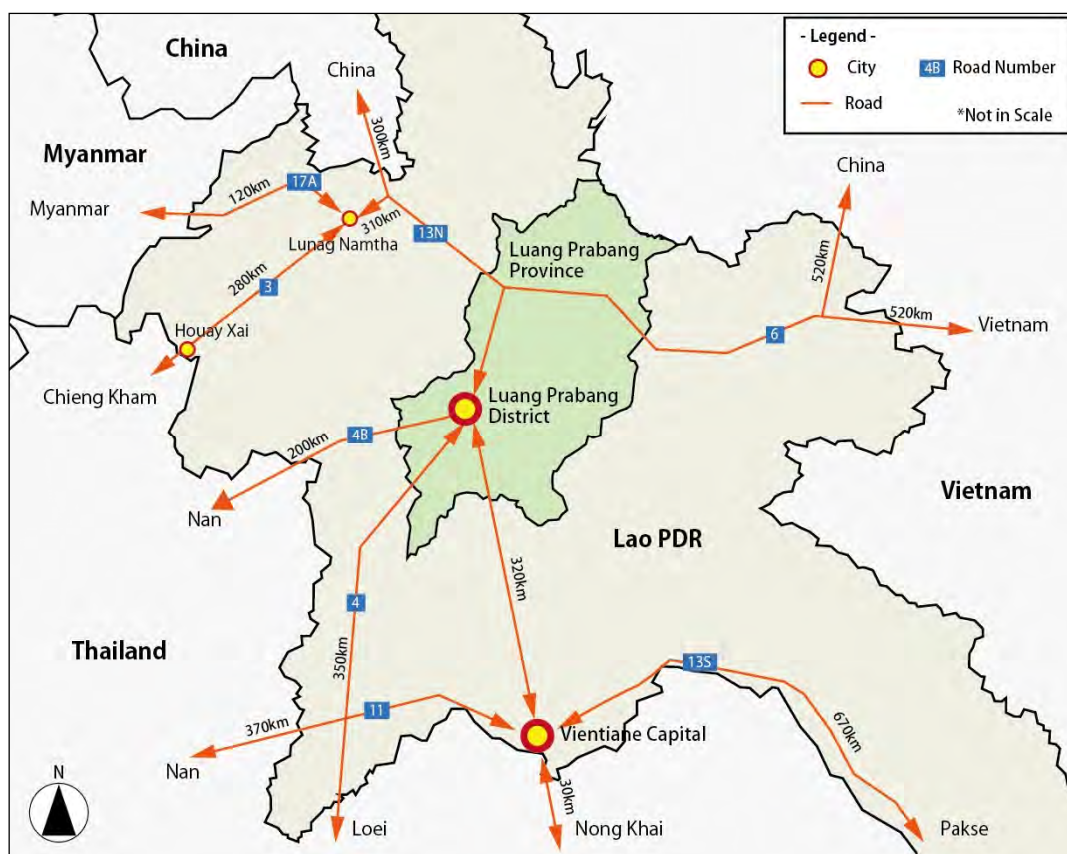 China
- Legend -
City
4B
Road Number
Road
*Not in Scale
China
300km
Myanmar
120km
17A
Myanmar
310km
Lunag Namtha
13N
280km
3
Houay Xai
Chieng Kham
Luang Prabang
Province
China
520km
520km
Vietnam
6
Luang Prabang
District
4B
200km
Nan
Vietnam
Lao PDR
320km
4
Thailand
350km
13S
11
370km
Vientiane Capital
670km
Nan
30km
N
Loei
Nong Khai
Pakse